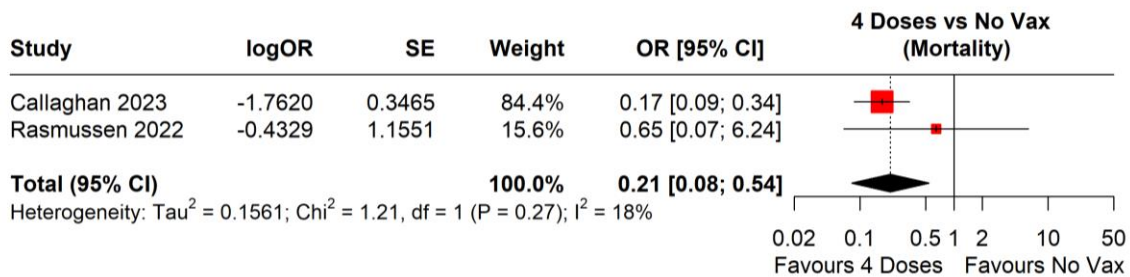 4 Doses vs No Vax
Study logOR SE Weight OR [95% CI] (Mortality)
Callaghan 2023 -1.7620 0.3465 84.4% 0.17 [0.09; 0.34]
Rasmussen 2022 -0.4329 1.1551 15.6% 0.65 [0.07; 6.24]
Total (95% CI) 100.0% 0.21 [0.08; 0.54]
Heterogeneity: Tau² = 0.1561; Chi² = 1.21, df = 1 (P = 0.27); I² = 18%
0.02 0.1 0.5 1 2 10 50
Favours 4 Doses Favours No Vax